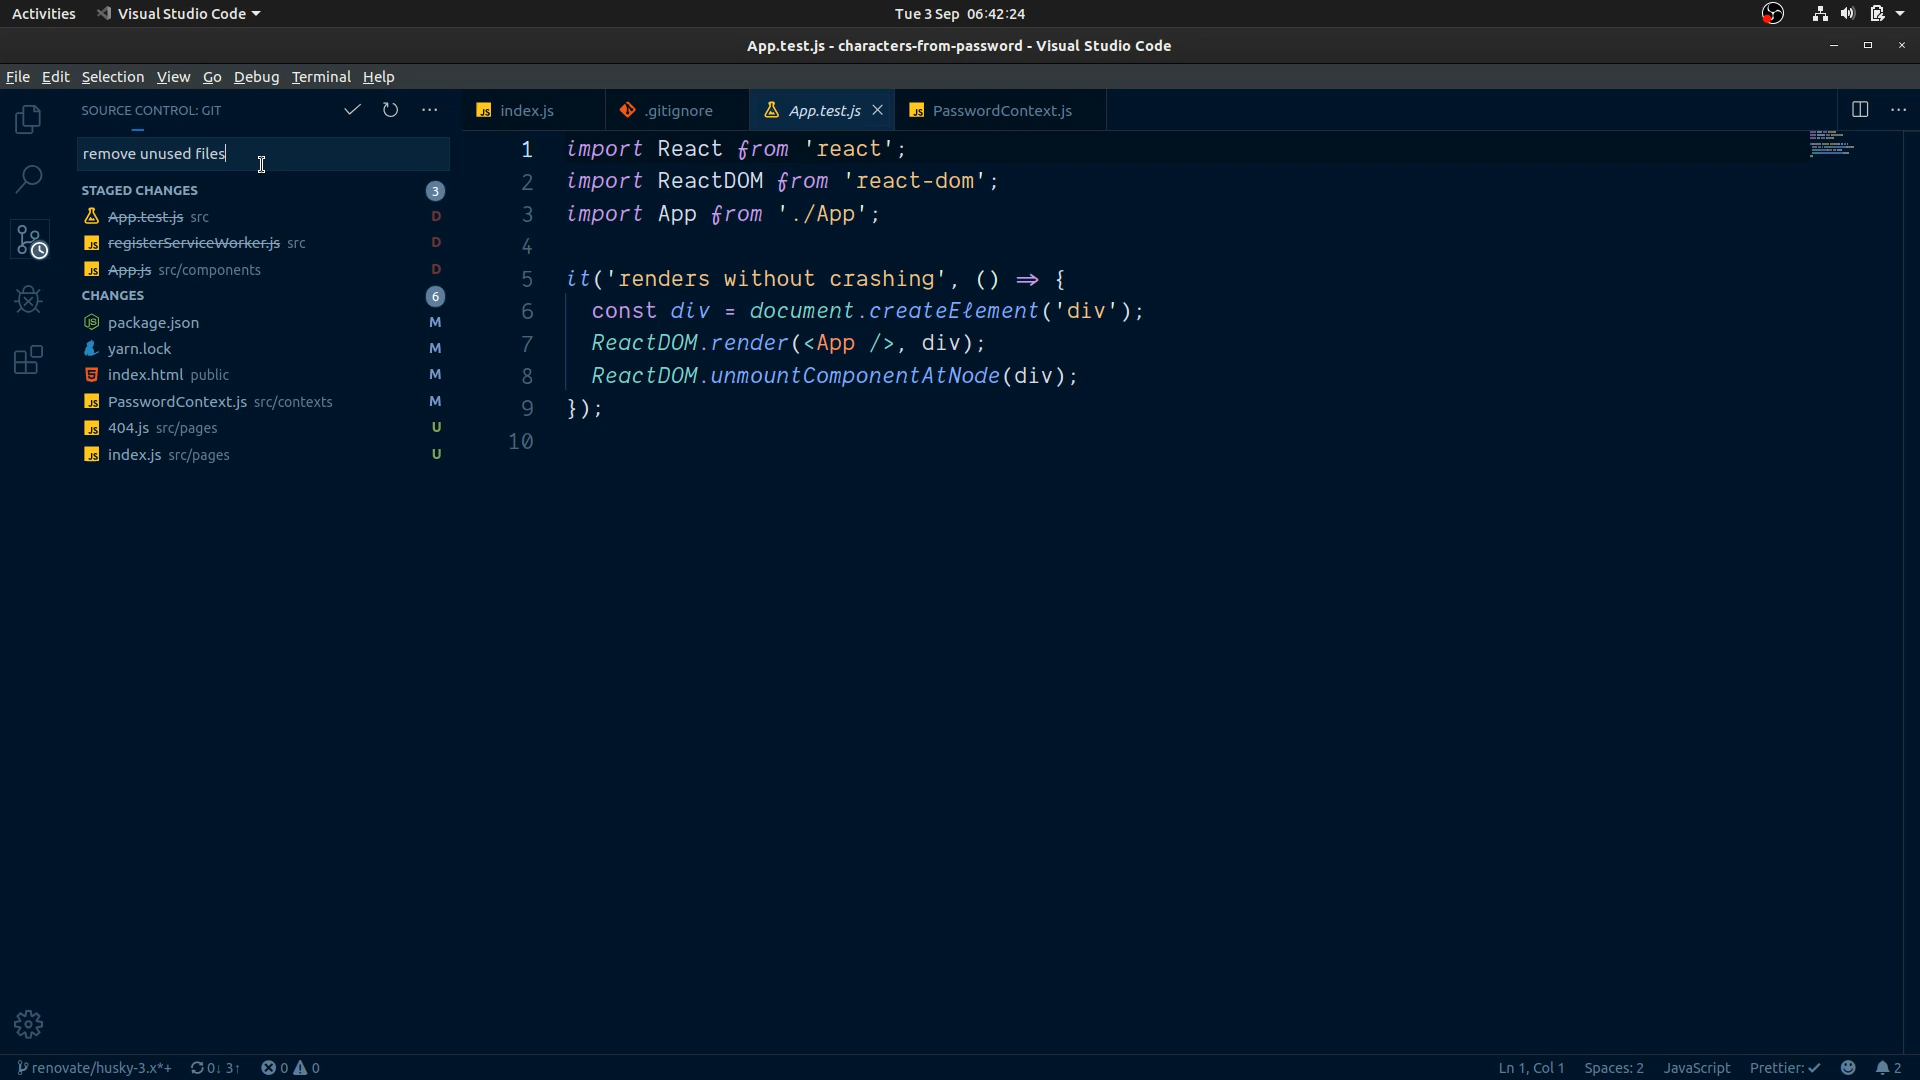 Activities Visual Studio Code Tue 3 Sep 06:42:24
App.test.js - characters-from-password - Visual Studio Code
File Edit Selection View Go Debug Terminal Help
SOURCE CONTROL: GIT
index.js .gitignore App.test.js PasswordContext.js
remove unused files
STAGED CHANGES 3
App.test.js src D
registerServiceWorker.js src D
App.js src/components D
CHANGES 6
package.json M
yarn.lock M
index.html public M
PasswordContext.js src/contexts M
404.js src/pages U
index.js src/pages U
1 import React from 'react';
2 import ReactDOM from 'react-dom';
3 import App from './App';
4
5 it('renders without crashing', () => {
6 const div = document.createElement('div');
7 ReactDOM.render(<App />, div);
8 ReactDOM.unmountComponentAtNode(div);
9 });
10
renovate/husky-3.x*+ 0↓ 3↑ 0 0 Ln 1, Col 1 Spaces: 2 JavaScript Prettier: ✓ 2